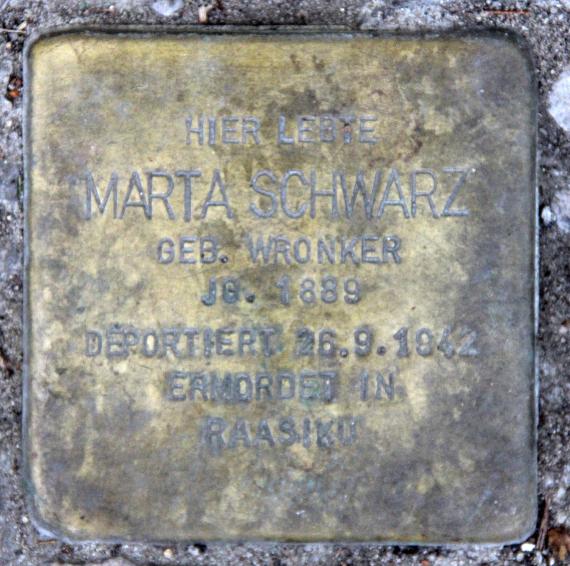 HIER LEBTE
MARTA SCHWARZ
GEB. WRONKER
JG. 1889
DEPORTIERT 26.9.1942
ERMORDET IN
RAASIKU